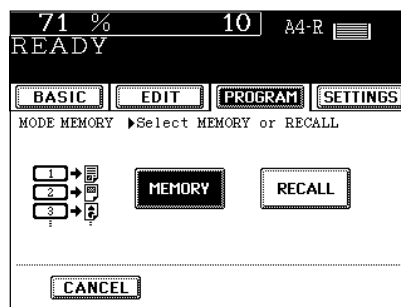 71 % 10 A4-R
READY
BASIC EDIT PROGRAM SETTINGS
MODE MEMORY ▶Select MEMORY or RECALL
1
2
3
MEMORY RECALL
CANCEL